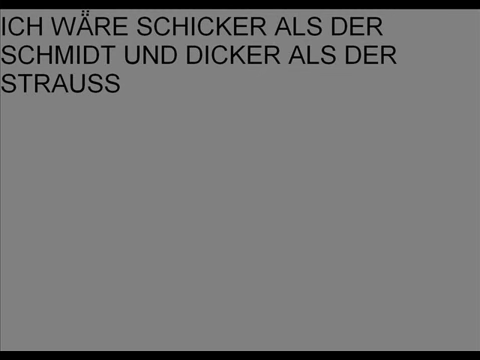 ICH WÄRE SCHICKER ALS DER
SCHMIDT UND DICKER ALS DER
STRAUSS